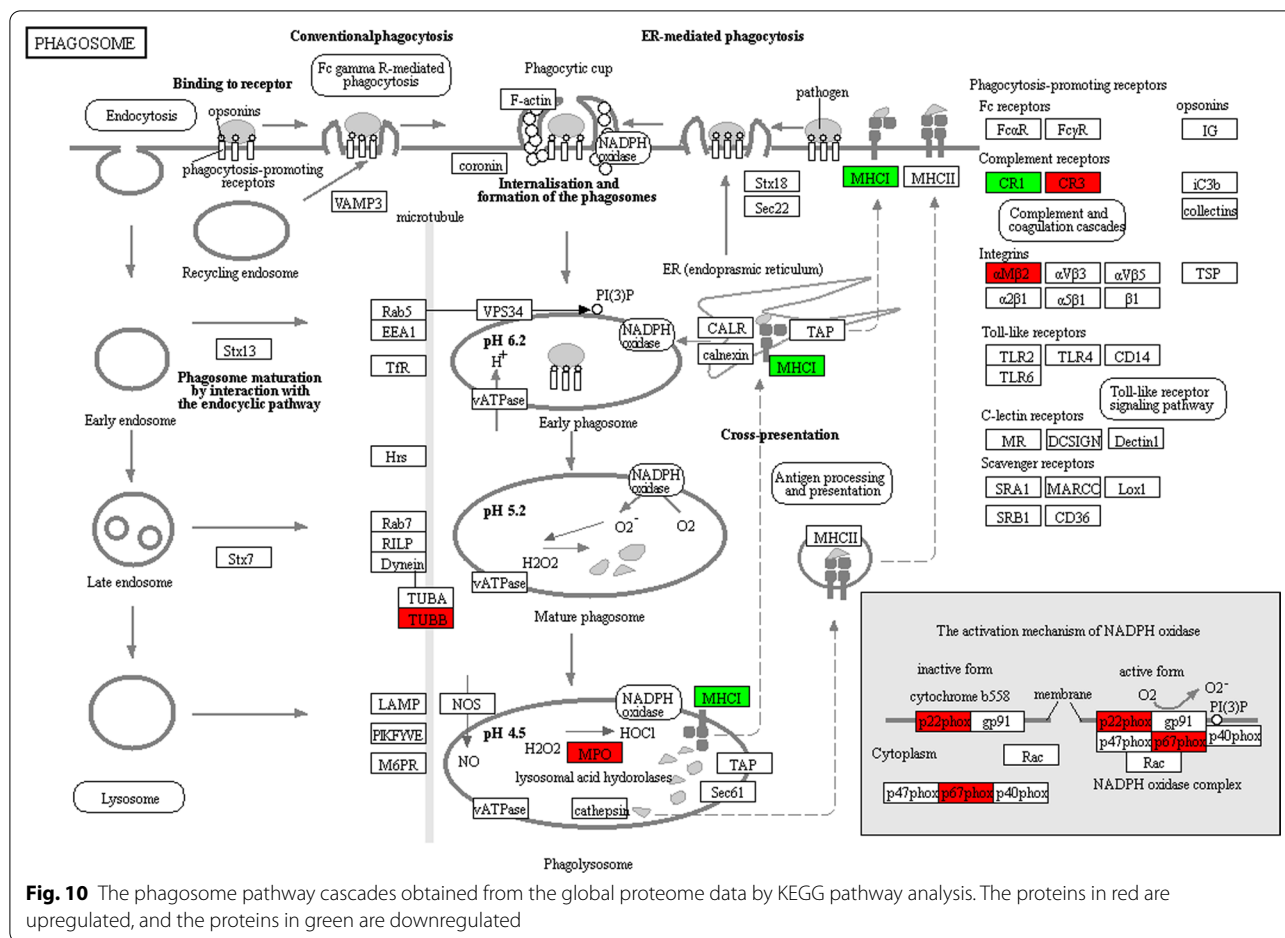 PHAGOSOME
Conventionalphagocytosis
ER-mediated phagocytosis
Binding to receptor
Fc gamma R-mediated
phagocytosis
Phagocytic cup
F-actin
pathogen
Endocytosis
opsonins
NADPH
oxidase
phagocytosis-promoting
receptors
coronin
Internalisation and
formation of the phagosomes
Stx18
Sec22
MHCI
MHCII
VAMP3
microtubule
Recycling endosome
ER (endoprasmic reticulum)
Phagocytosis-promoting receptors
Fc receptors
opsonins
FcαR
FcγR
IG
Complement receptors
CR1
CR3
iC3b
collectins
Complement and
coagulation cascades
Integrins
αMβ2
αVβ3
αVβ5
TSP
α2β1
α5β1
β1
Toll-like receptors
TLR2
TLR4
CD14
TLR6
Toll-like receptor
signaling pathway
C-lectin receptors
MR
DCSIGN
Dectin1
Scavenger receptors
SRA1
MARCO
Lox1
SRB1
CD36
Rab5
EEA1
VPS34
PI(3)P
NADPH
oxidase
CALR
calnexin
TAP
MHCI
Stx13
TfR
pH 6.2
H+
vATPase
Phagosome maturation
by interaction with
the endocyclic pathway
Early endosome
Early phagosome
Cross-presentation
Hrs
NADPH
oxidase
Antigen processing
and presentation
pH 5.2
O2-
O2
H2O2
vATPase
Rab7
RILP
Dynein
Stx7
MHCII
Late endosome
TUBA
TUBB
Mature phagosome
LAMP
NOS
NADPH
oxidase
MHCI
PIKFYVE
pH 4.5
H2O2
HOCl
MPO
M6PR
NO
lysosomal acid hydorolases
TAP
Sec61
Lysosome
vATPase
cathepsin
Phagolysosome
The activation mechanism of NADPH oxidase
inactive form
active form
cytochrome b558
membrane
O2
O2-
PI(3)P
p22phox
gp91
p22phox
gp91
p47phox
p67phox
p40phox
Cytoplasm
Rac
Rac
p47phox
p67phox
p40phox
NADPH oxidase complex
Fig. 10 The phagosome pathway cascades obtained from the global proteome data by KEGG pathway analysis. The proteins in red are
upregulated, and the proteins in green are downregulated